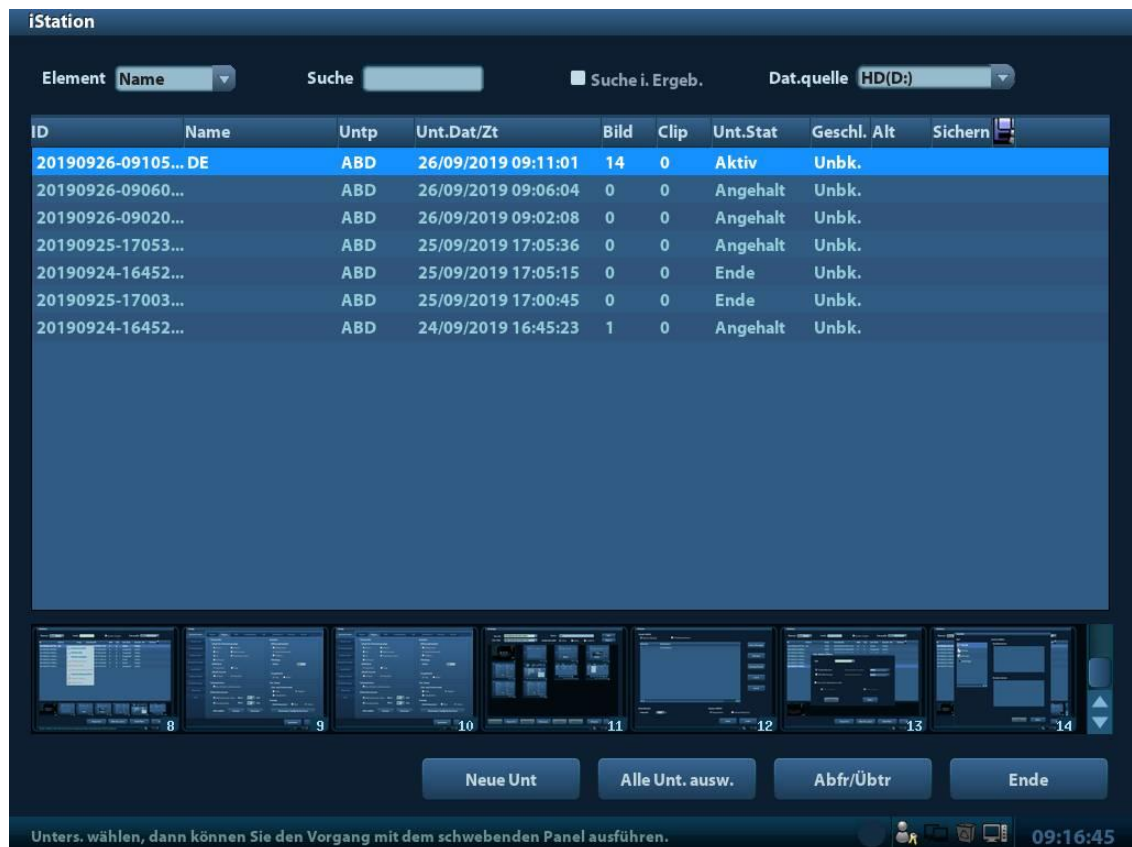 iStation
Element Name Suche Suche i. Ergeb. Dat.quelle HD(D:)
ID Name Untp Unt.Dat/Zt Bild Clip Unt.Stat Geschl. Alt Sichern
20190926-09105... DE ABD 26/09/2019 09:11:01 14 0 Aktiv Unbk.
20190926-09060... ABD 26/09/2019 09:06:04 0 0 Angehalt Unbk.
20190926-09020... ABD 26/09/2019 09:02:08 0 0 Angehalt Unbk.
20190925-17053... ABD 25/09/2019 17:05:36 0 0 Angehalt Unbk.
20190924-16452... ABD 25/09/2019 17:05:15 0 0 Ende Unbk.
20190925-17003... ABD 25/09/2019 17:00:45 0 0 Ende Unbk.
20190924-16452... ABD 24/09/2019 16:45:23 1 0 Angehalt Unbk.
8 9 10 11 12 13 14
Neue Unt Alle Unt. ausw. Abfr/Übtr Ende
Unters. wählen, dann können Sie den Vorgang mit dem schwebenden Panel ausführen. 09:16:45